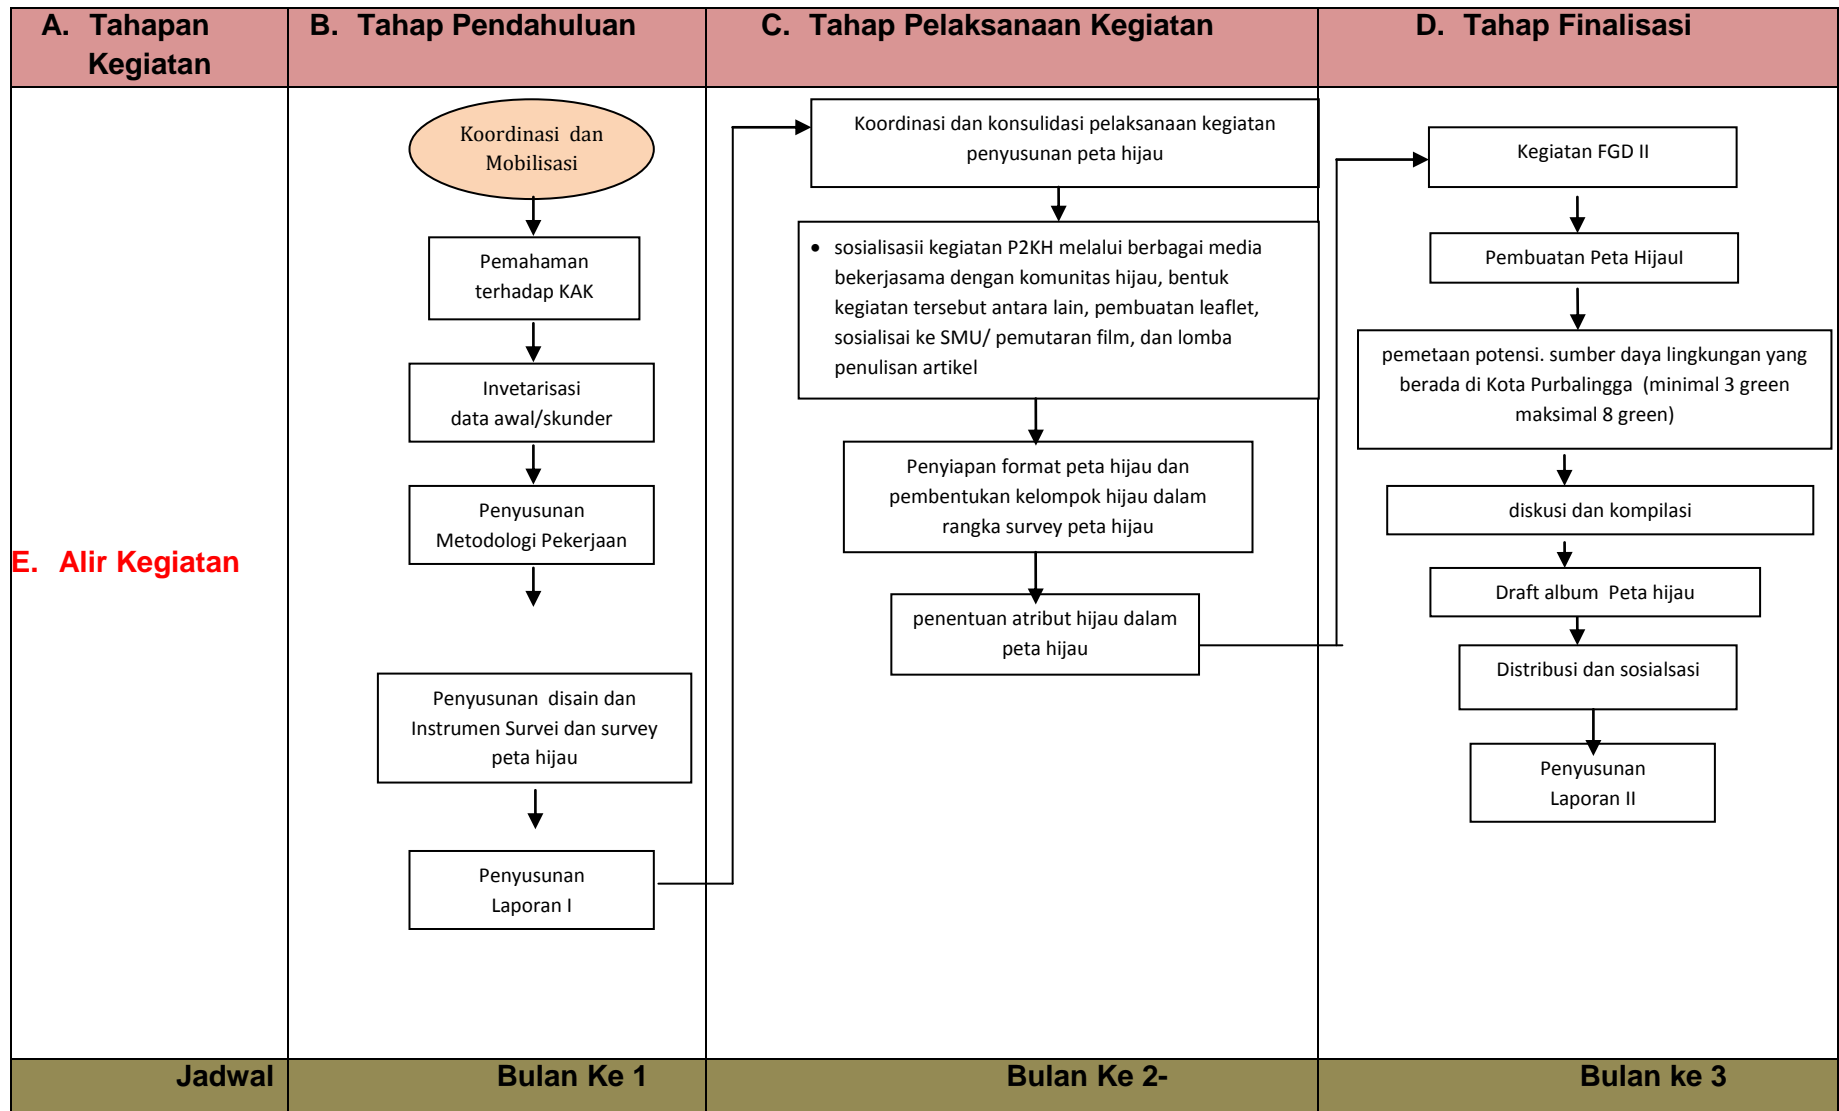 A. Tahapan
Kegiatan
B. Tahap Pendahuluan
C. Tahap Pelaksanaan Kegiatan
D. Tahap Finalisasi
E. Alir Kegiatan
Koordinasi dan
Mobilisasi
Pemahaman
terhadap KAK
Invetarisasi
data awal/skunder
Penyusunan
Metodologi Pekerjaan
Penyusunan disain dan
Instrumen Survei dan survey
peta hijau
Penyusunan
Laporan I
Koordinasi dan konsulidasi pelaksanaan kegiatan
penyusunan peta hijau
• sosialisasii kegiatan P2KH melalui berbagai media
bekerjasama dengan komunitas hijau, bentuk
kegiatan tersebut antara lain, pembuatan leaflet,
sosialisai ke SMU/ pemutaran film, dan lomba
penulisan artikel
Penyiapan format peta hijau dan
pembentukan kelompok hijau dalam
rangka survey peta hijau
penentuan atribut hijau dalam
peta hijau
Kegiatan FGD II
Pembuatan Peta HijauI
pemetaan potensi. sumber daya lingkungan yang
berada di Kota Purbalingga (minimal 3 green
maksimal 8 green)
diskusi dan kompilasi
Draft album Peta hijau
Distribusi dan sosialsasi
Penyusunan
Laporan II
Jadwal
Bulan Ke 1
Bulan Ke 2-
Bulan ke 3